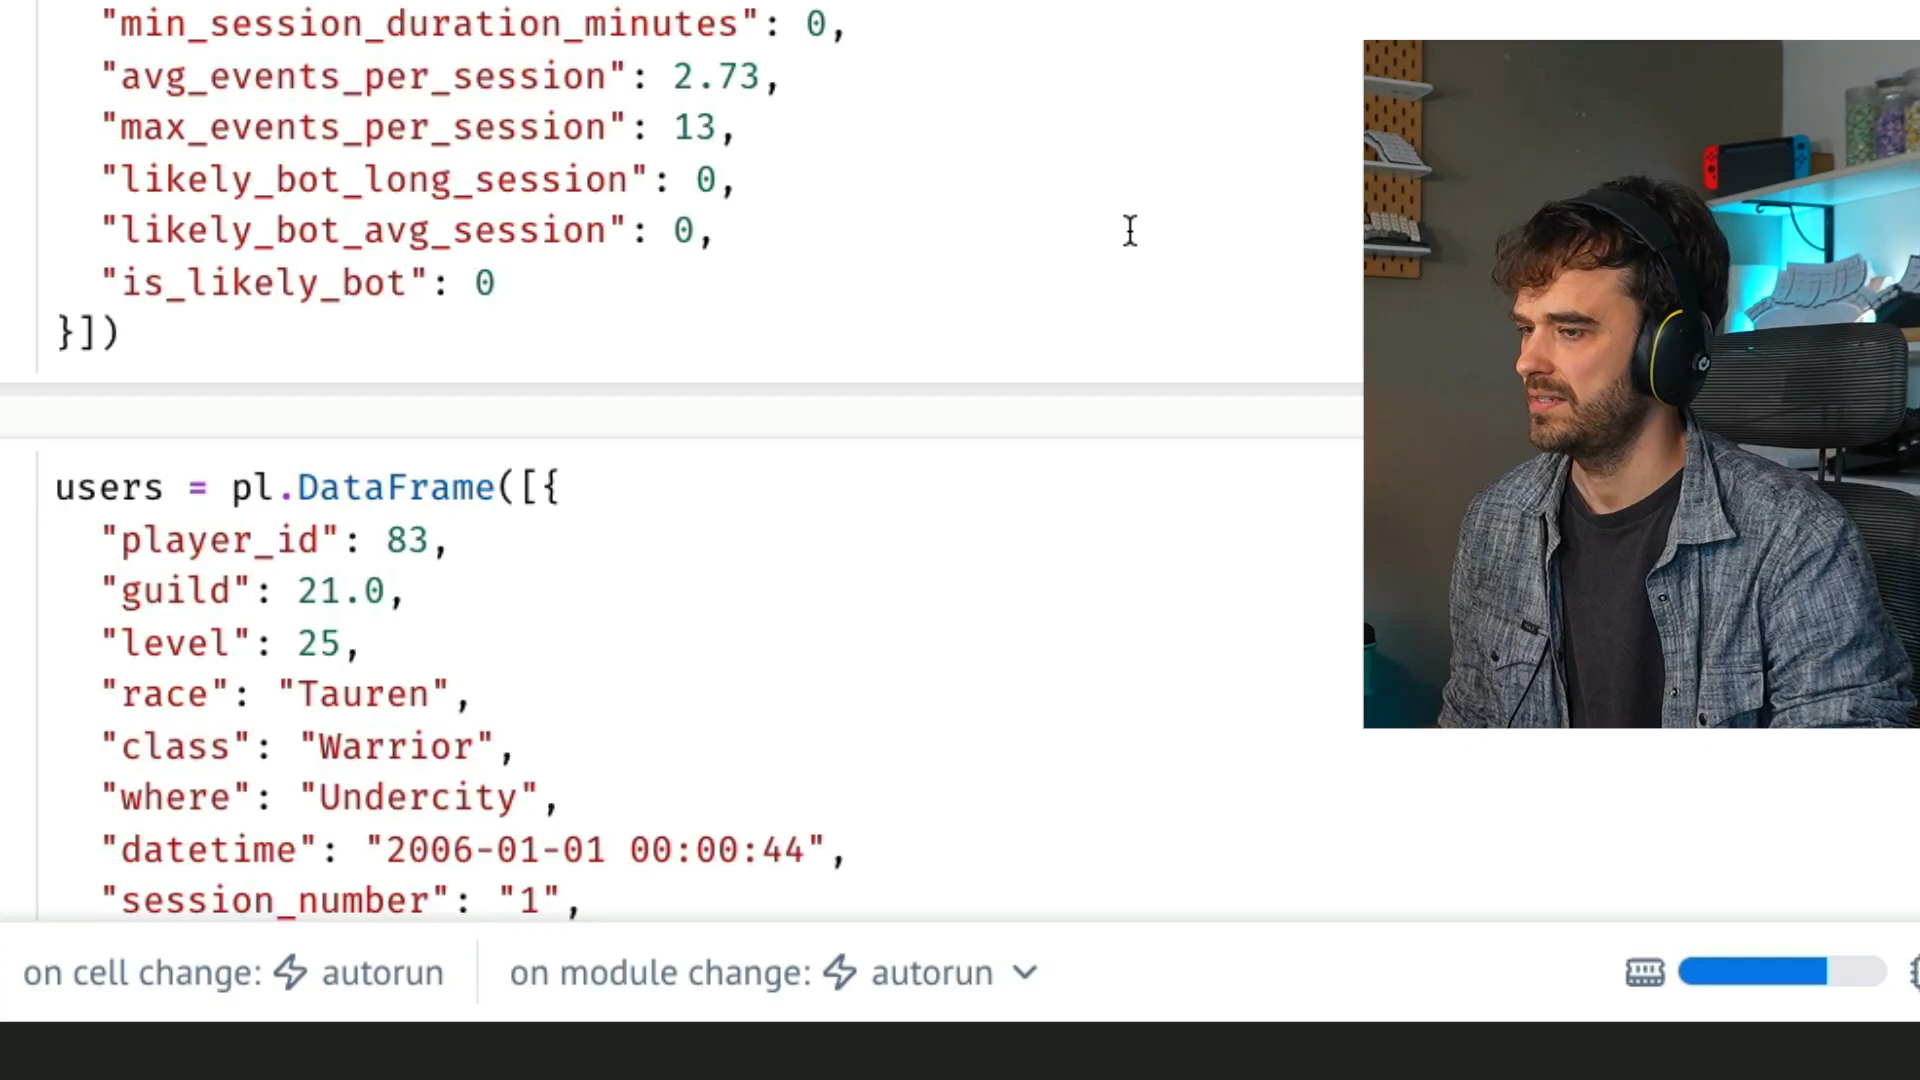 "min_session_duration_minutes": 0,
"avg_events_per_session": 2.73,
"max_events_per_session": 13,
"likely_bot_long_session": 0,
"likely_bot_avg_session": 0,
"is_likely_bot": 0
}])
users = pl.DataFrame([{
"player_id": 83,
"guild": 21.0,
"level": 25,
"race": "Tauren",
"class": "Warrior",
"where": "Undercity",
"datetime": "2006-01-01 00:00:44",
"session_number": "1",
on cell change: autorun
on module change: autorun